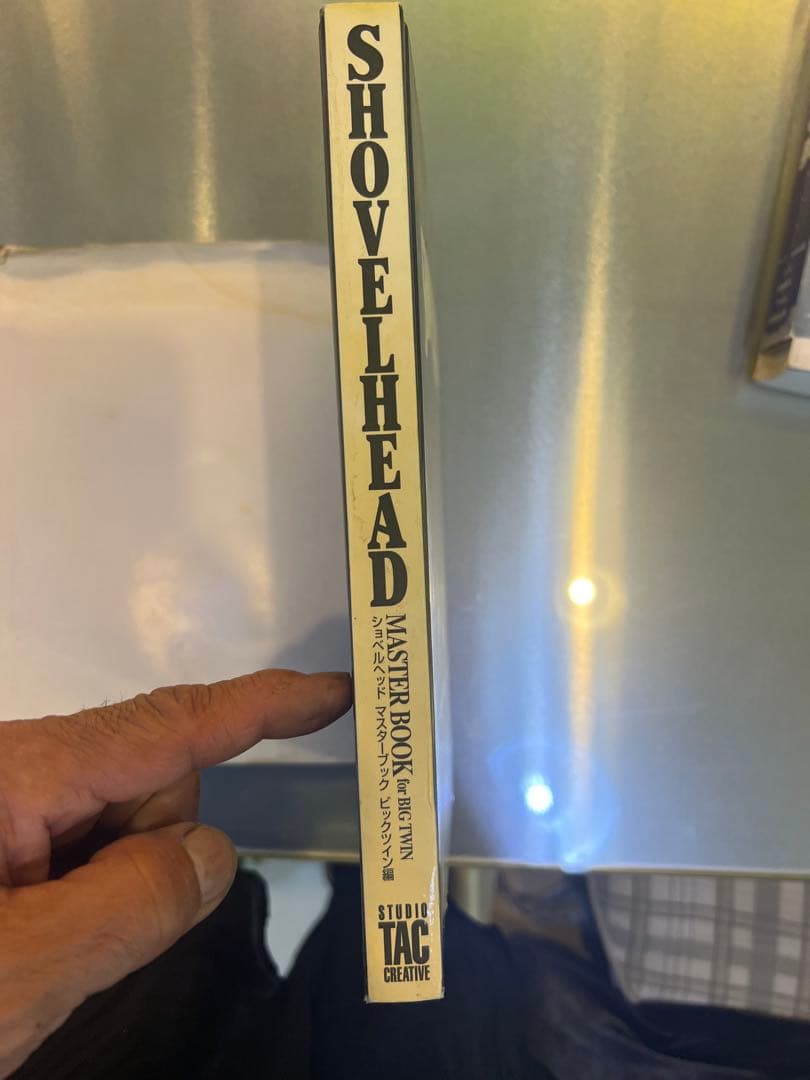 SHOVELHEAD
MASTER BOOK for BIG TWIN
ショベルヘッド マスターブック ビックツイン編
STUDIO
TAC
CREATIVE